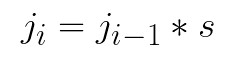 j_i = j_{i-1} * s